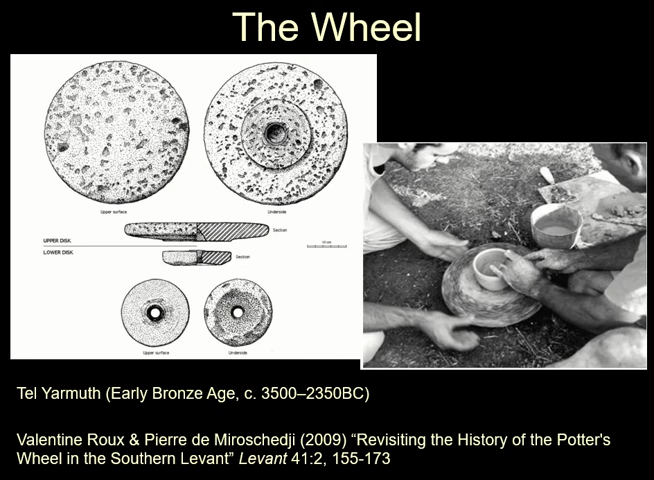 The Wheel
Upper surface
Underside
Section
UPPER DISK
10 cm
LOWER DISK
Section
Upper surface
Underside
Tel Yarmuth (Early Bronze Age, c. 3500–2350BC)
Valentine Roux & Pierre de Miroschedji (2009) “Revisiting the History of the Potter's
Wheel in the Southern Levant” Levant 41:2, 155-173